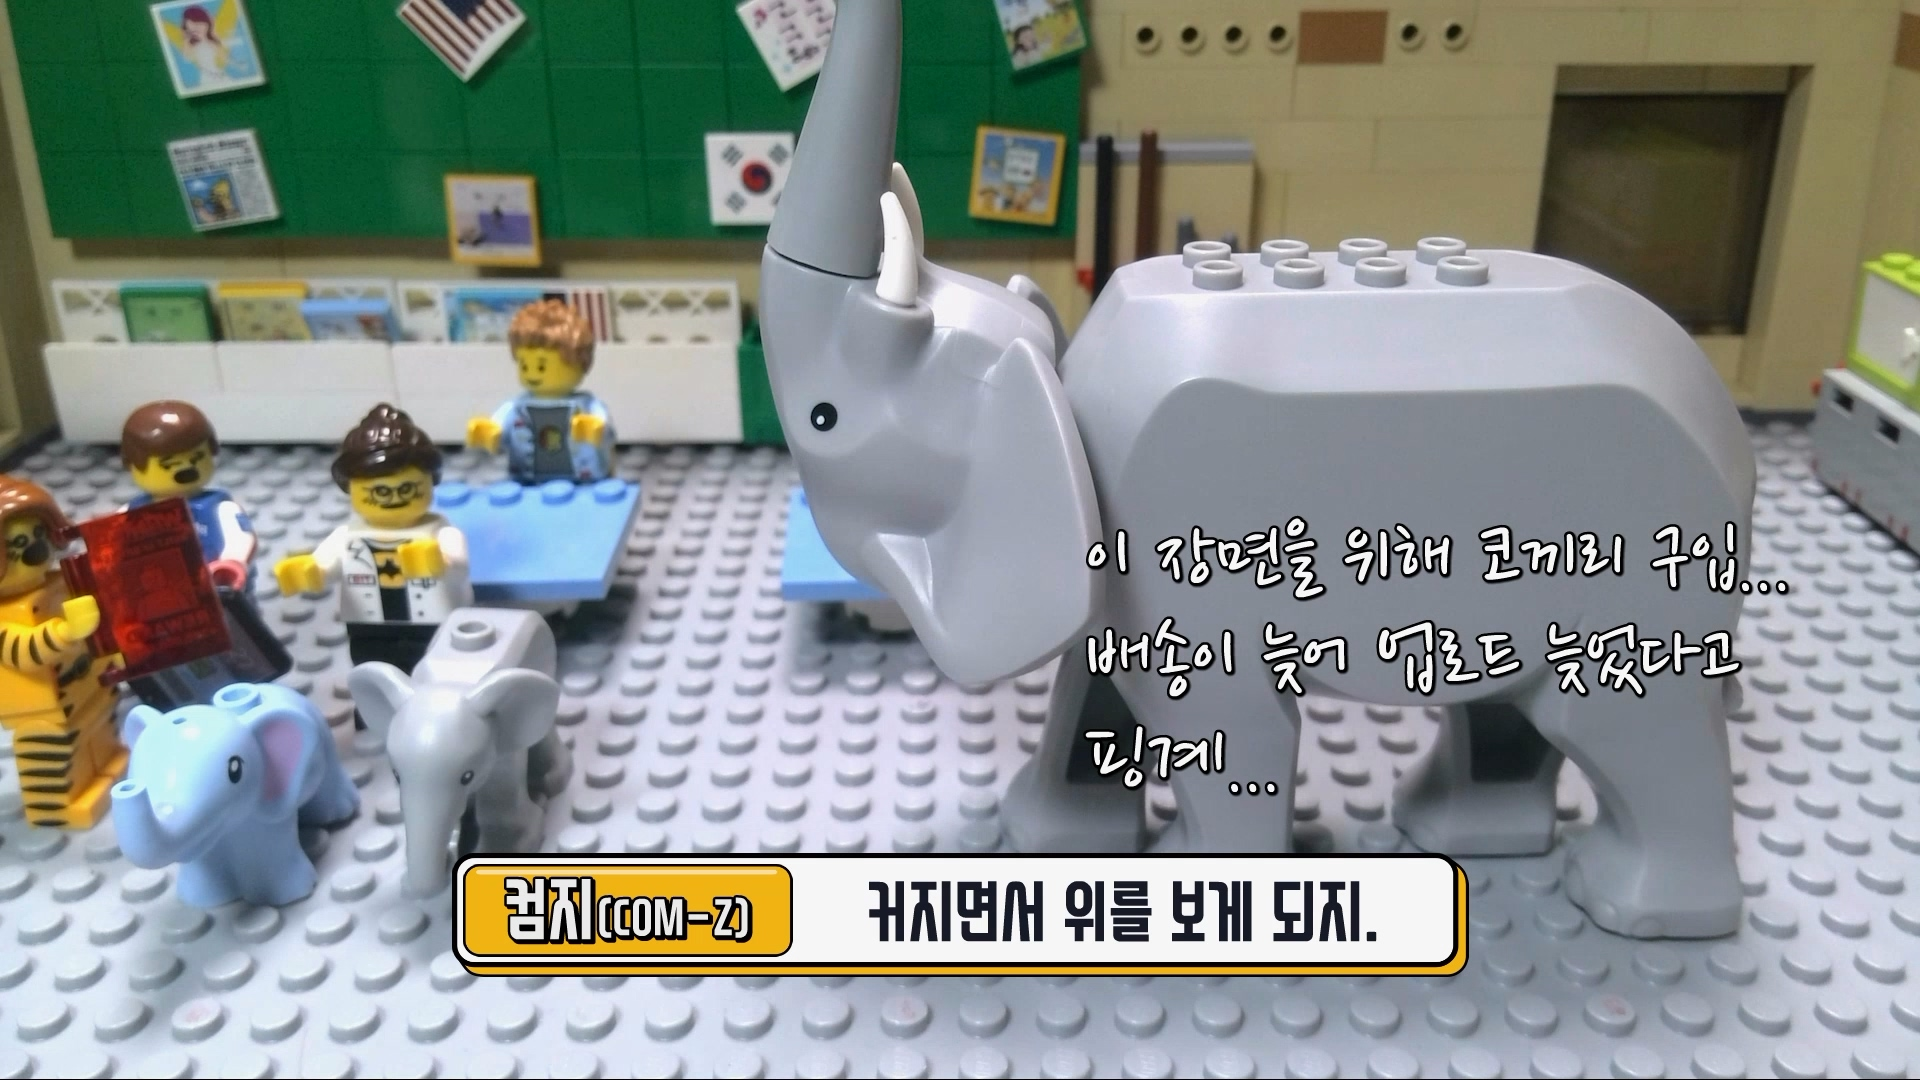 이 장면을 위해 코끼리 구입...
배송이 늦어 업로드 늦었다고
핑계...
컴지(COM-Z) 커지면서 위를 보게 되지.